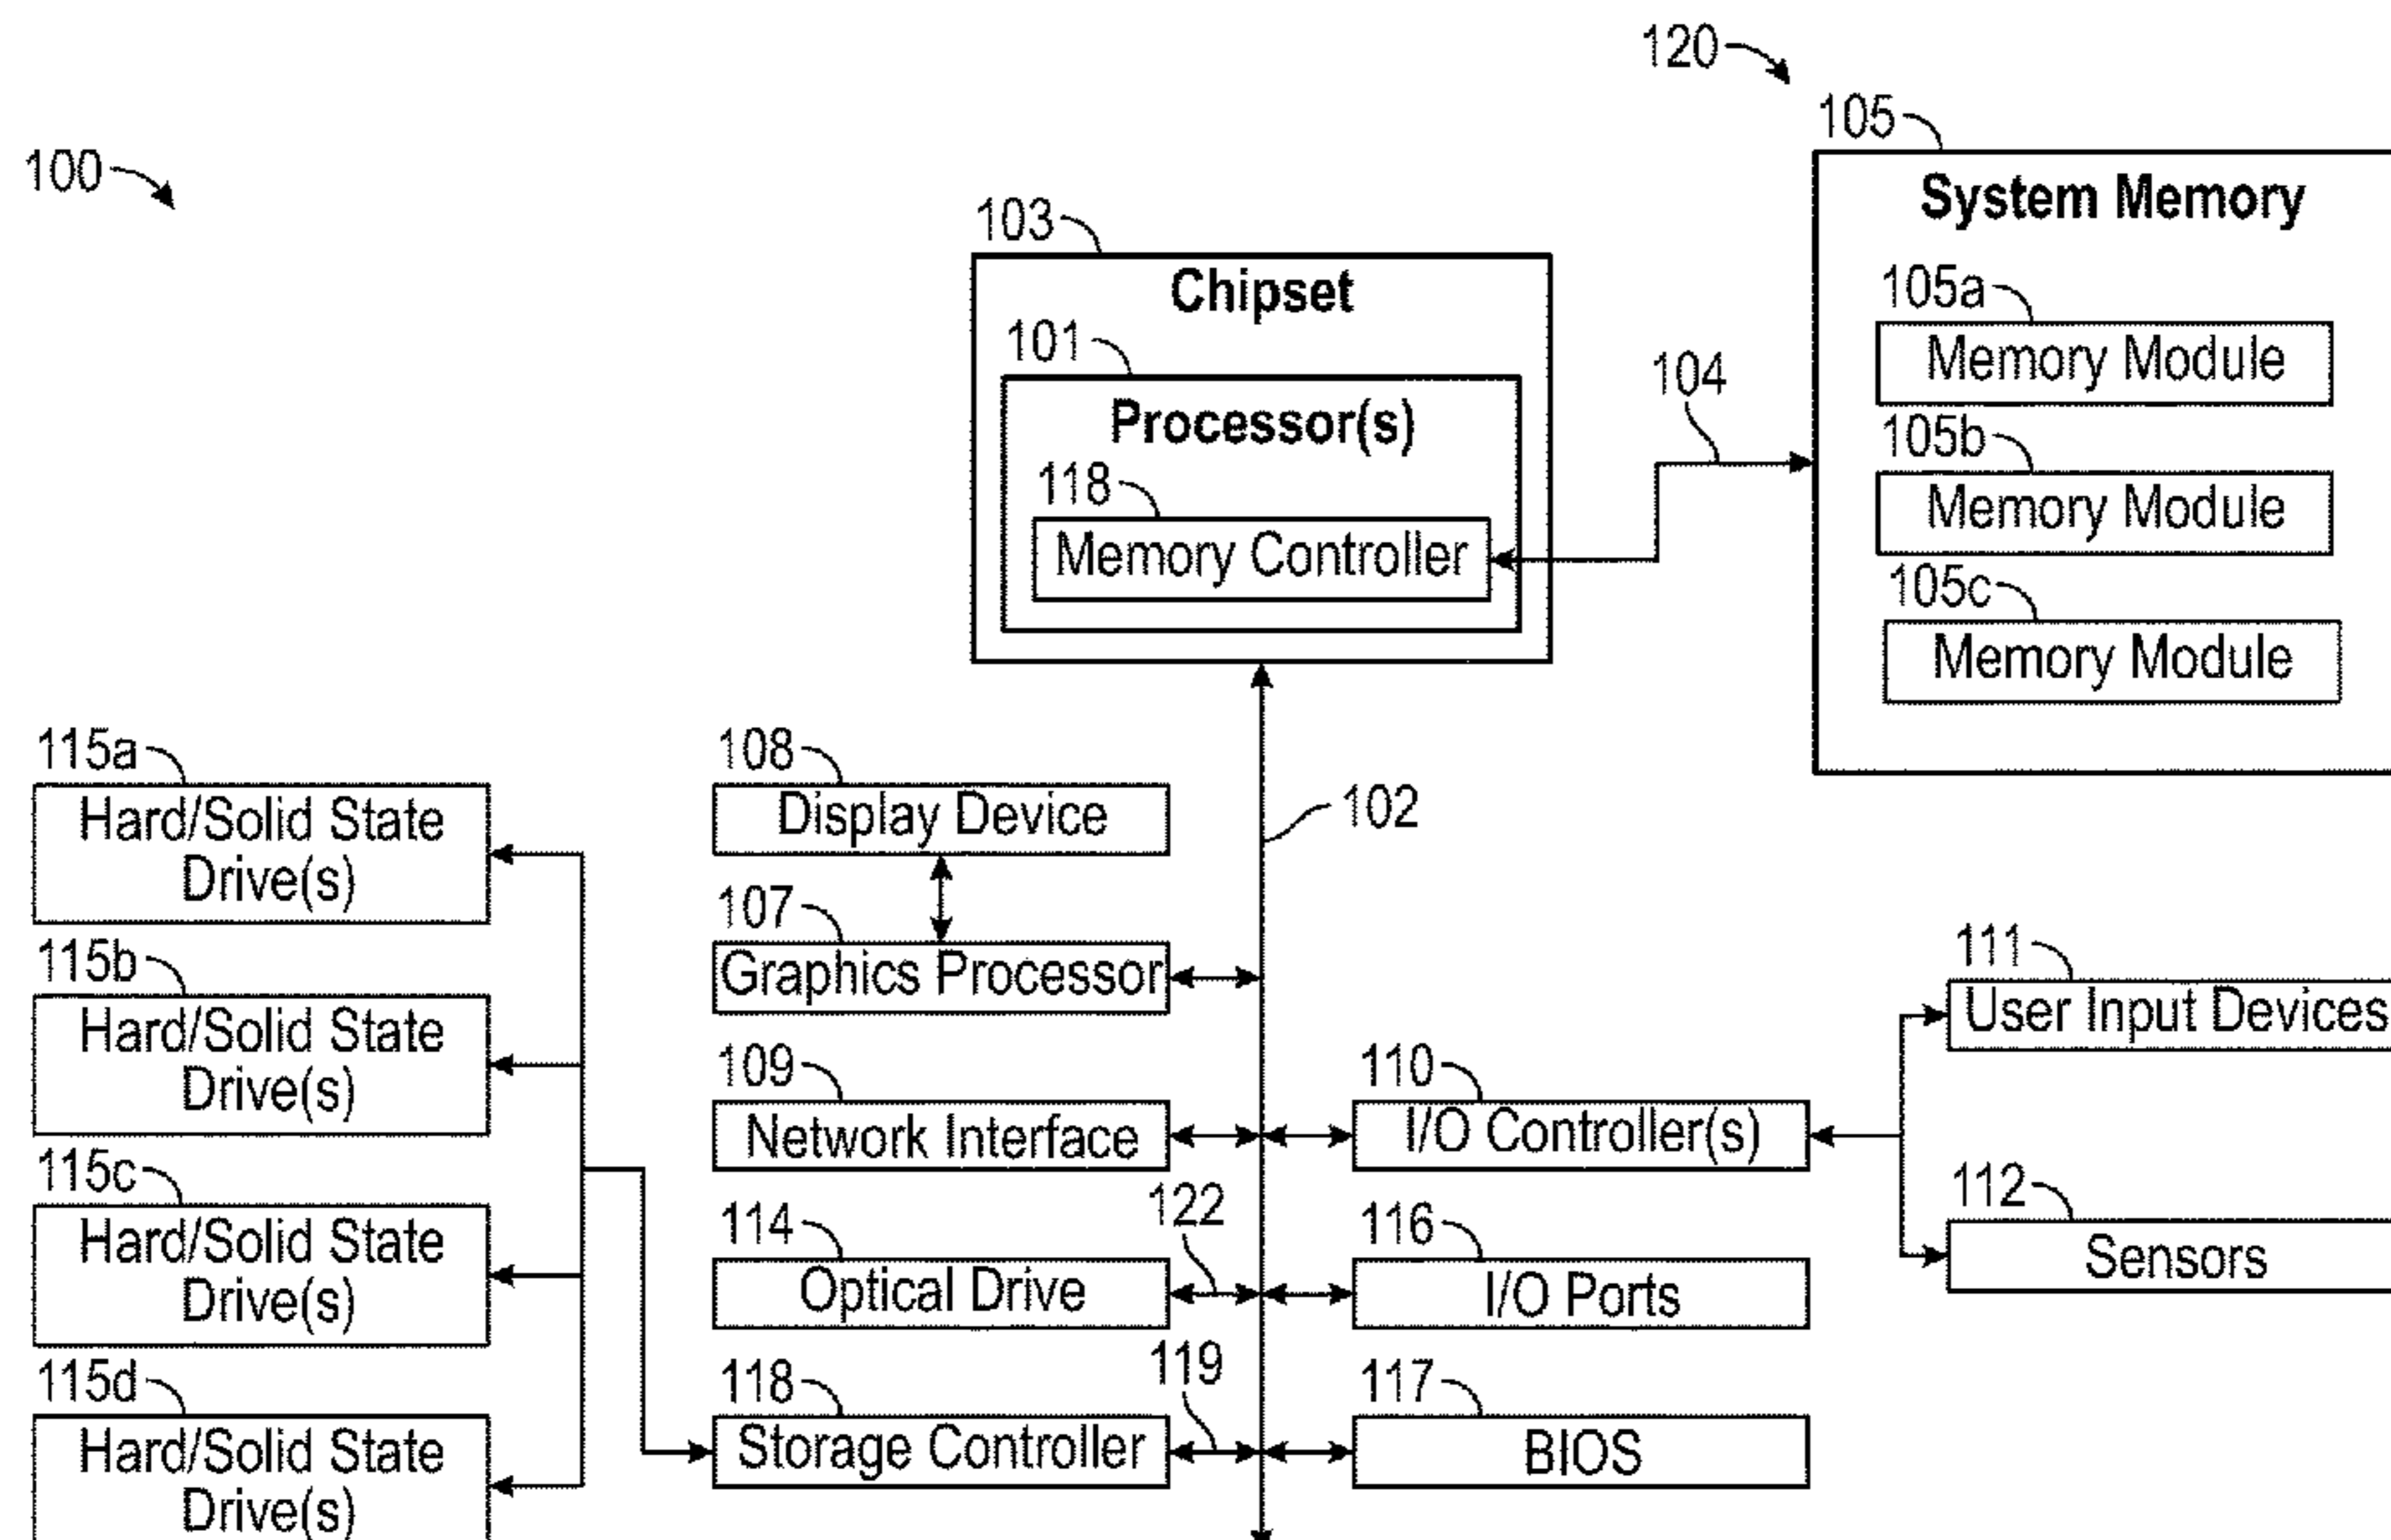 120
105
System Memory
105a
Memory Module
105b
Memory Module
105c
Memory Module
100
103
Chipset
101
Processor(s)
118
Memory Controller
104
102
115a
Hard/Solid State
Drive(s)
115b
Hard/Solid State
Drive(s)
115c
Hard/Solid State
Drive(s)
115d
Hard/Solid State
Drive(s)
108
Display Device
107
Graphics Processor
109
Network Interface
114
Optical Drive
122
118
Storage Controller
119
110
I/O Controller(s)
116
I/O Ports
117
BIOS
111
User Input Devices
112
Sensors